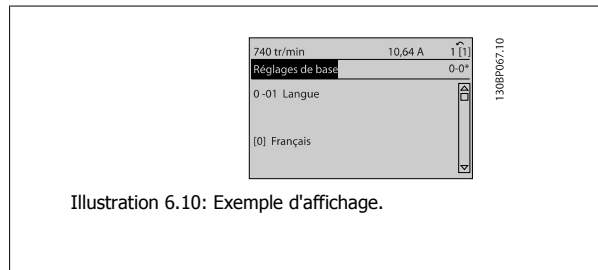 740 tr/min 10,64 A 1 [1]
Réglages de base 0-0*
0 -01 Langue
[0] Français
130BP067.10
Illustration 6.10: Exemple d'affichage.